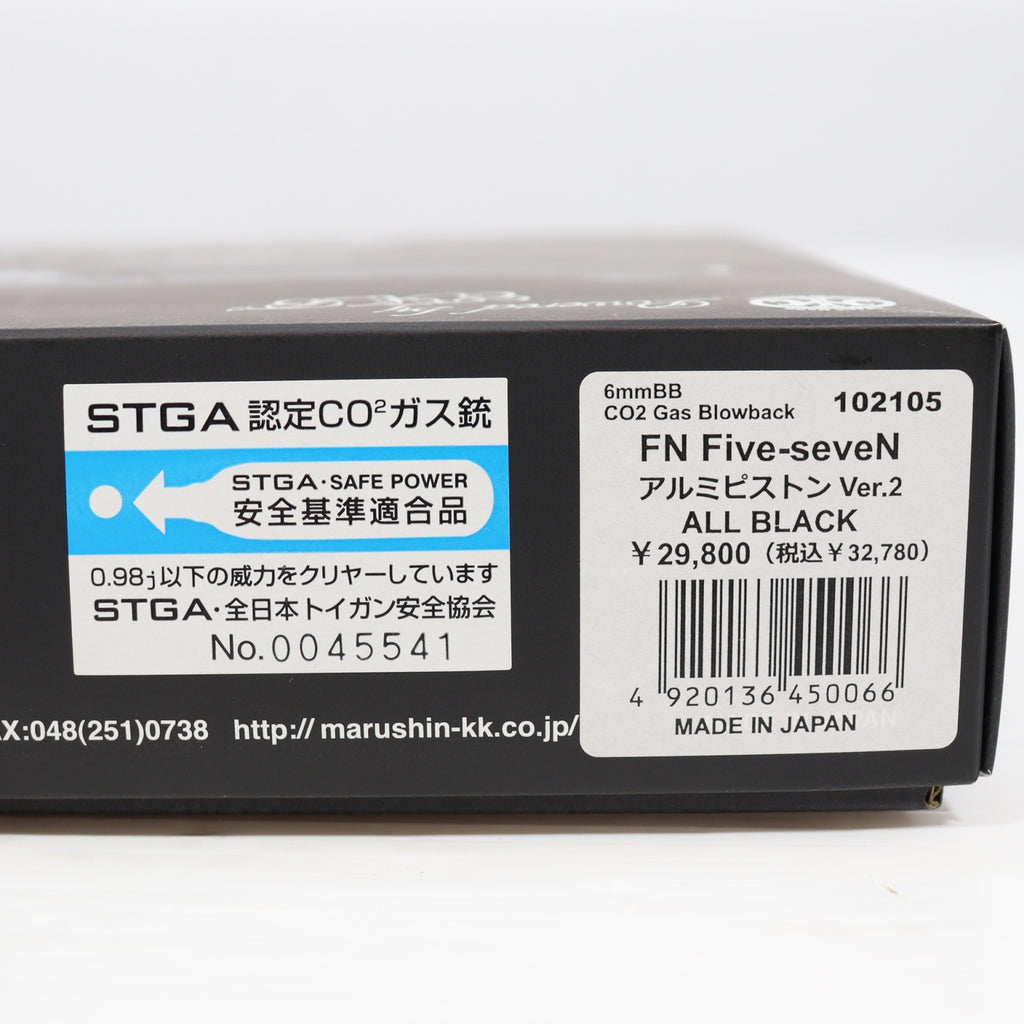 Powered by
STGA 認定CO²ガス銃
STGA・SAFE POWER
安全基準適合品
0.98j以下の威力をクリヤーしています
STGA・全日本トイガン安全協会
No.0045541
AX:048(251)0738 http://marushin-kk.co.jp/
6mmBB
CO2 Gas Blowback 102105
FN Five-seveN
アルミピストン Ver.2
ALL BLACK
￥29,800（税込￥32,780）
4 920136 450066
MADE IN JAPAN